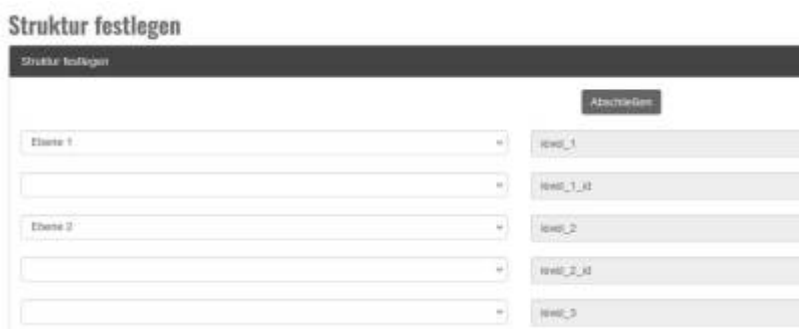 Struktur festlegen
Struktur festlegen
Abschließen
Ebene 1
level_1
level_1_id
Ebene 2
level_2
level_2_id
level_3